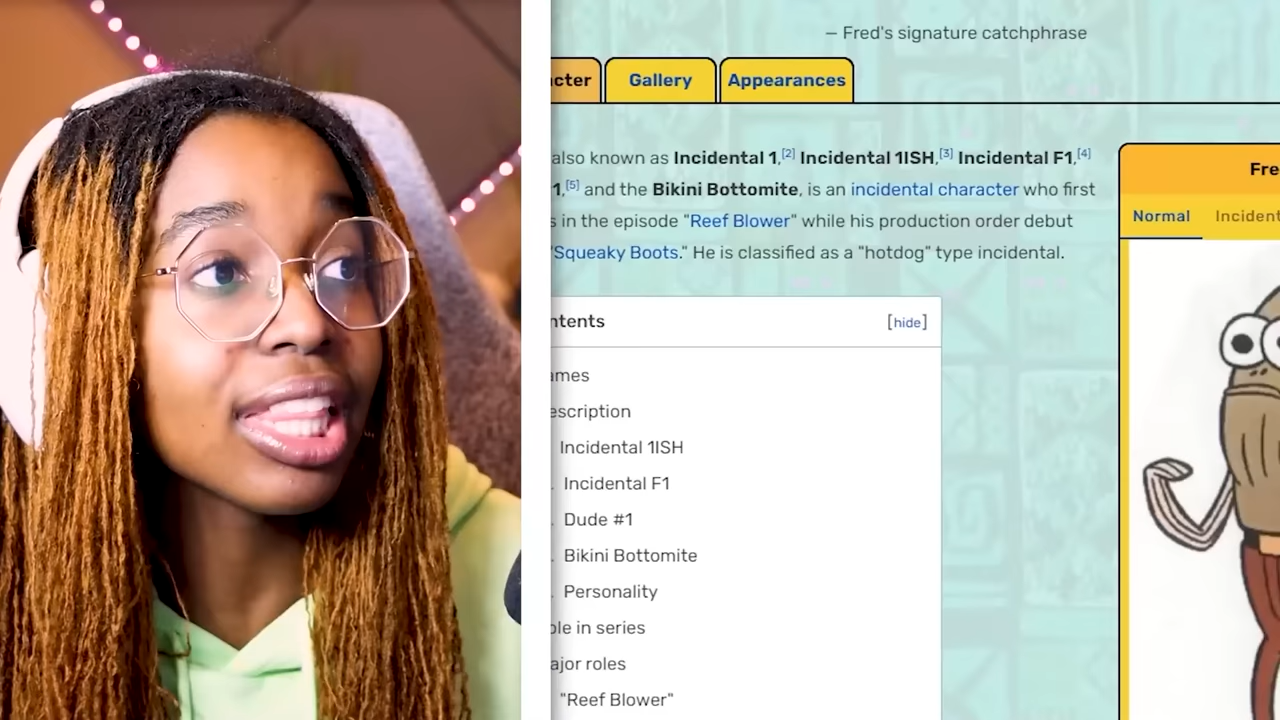 — Fred's signature catchphrase
cter Gallery Appearances
also known as Incidental 1,[2] Incidental 1ISH,[3] Incidental F1,[4]
1,[5] and the Bikini Bottomite, is an incidental character who first
s in the episode "Reef Blower" while his production order debut
"Squeaky Boots." He is classified as a "hotdog" type incidental.
Fre
Normal Incident
ntents [hide]
ames
escription
Incidental 1ISH
Incidental F1
Dude #1
Bikini Bottomite
Personality
ole in series
ajor roles
"Reef Blower"